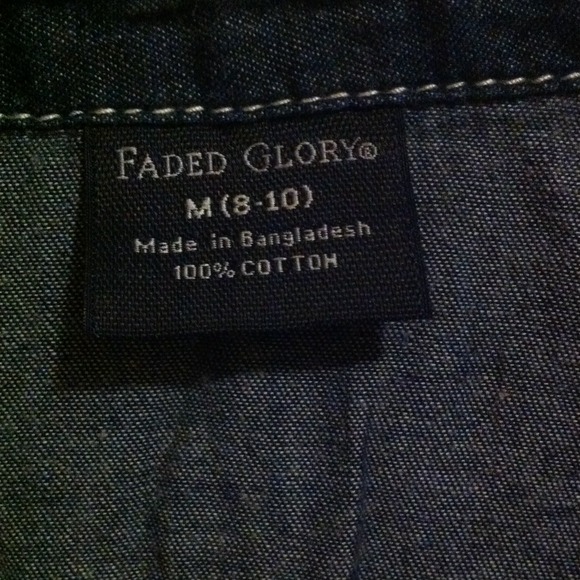 FADED GLORY®
M (8-10)
Made in Bangladesh
100% COTTON